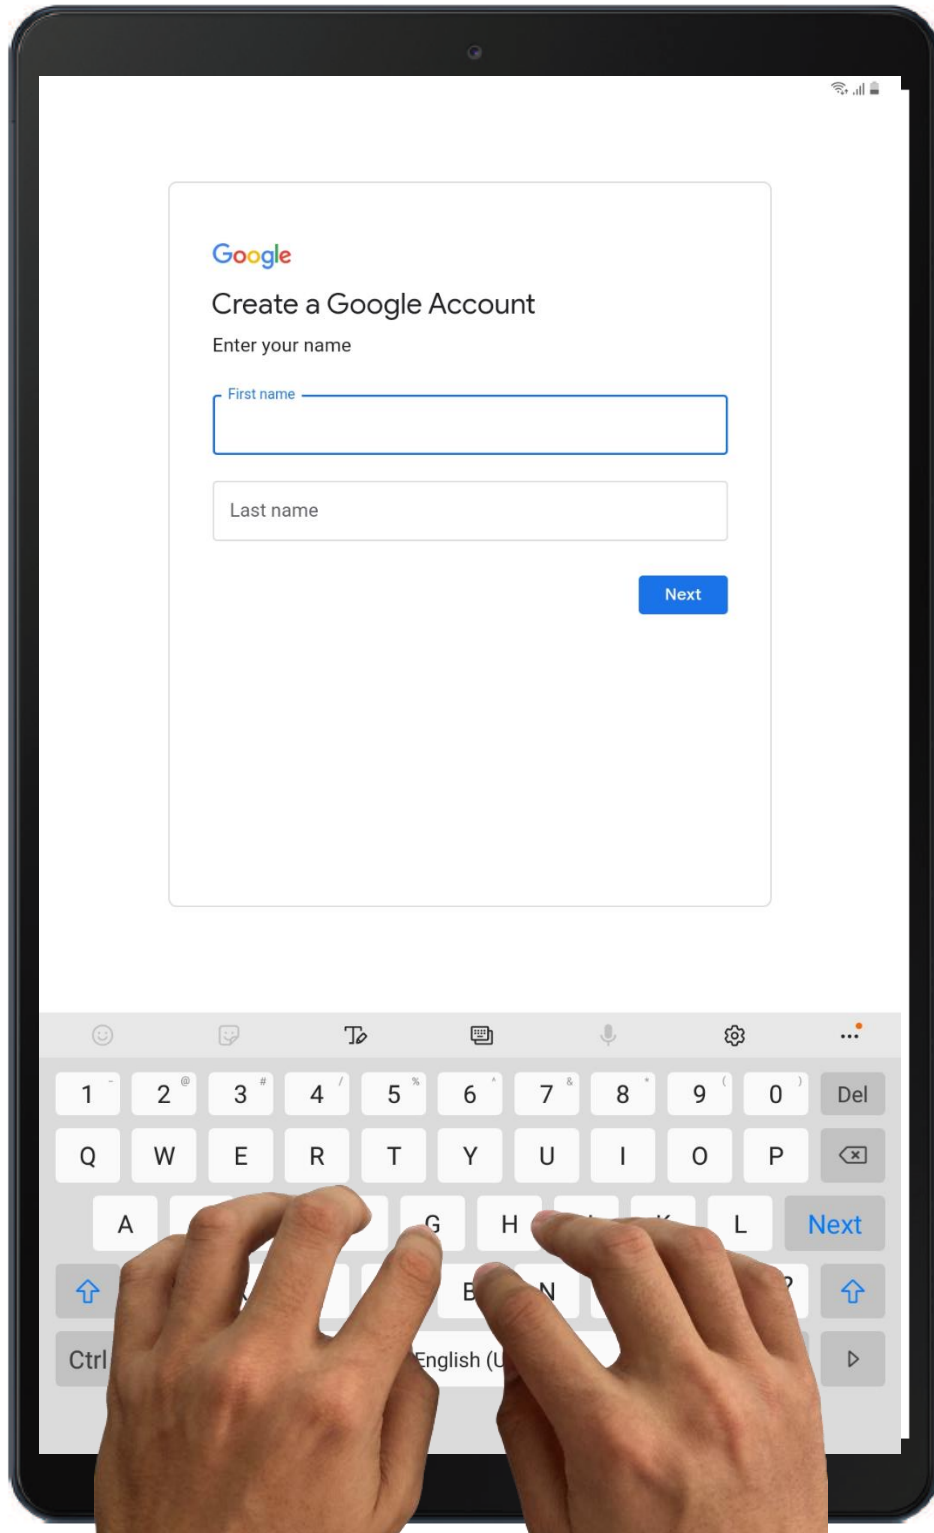 Google
Create a Google Account
Enter your name
First name
Last name
Next
1 - 2 @ 3 # 4 / 5 % 6 ^ 7 & 8 * 9 ( 0 ) Del
Q W E R T Y U I O P
A G H L Next
B N ?
Ctrl English (U